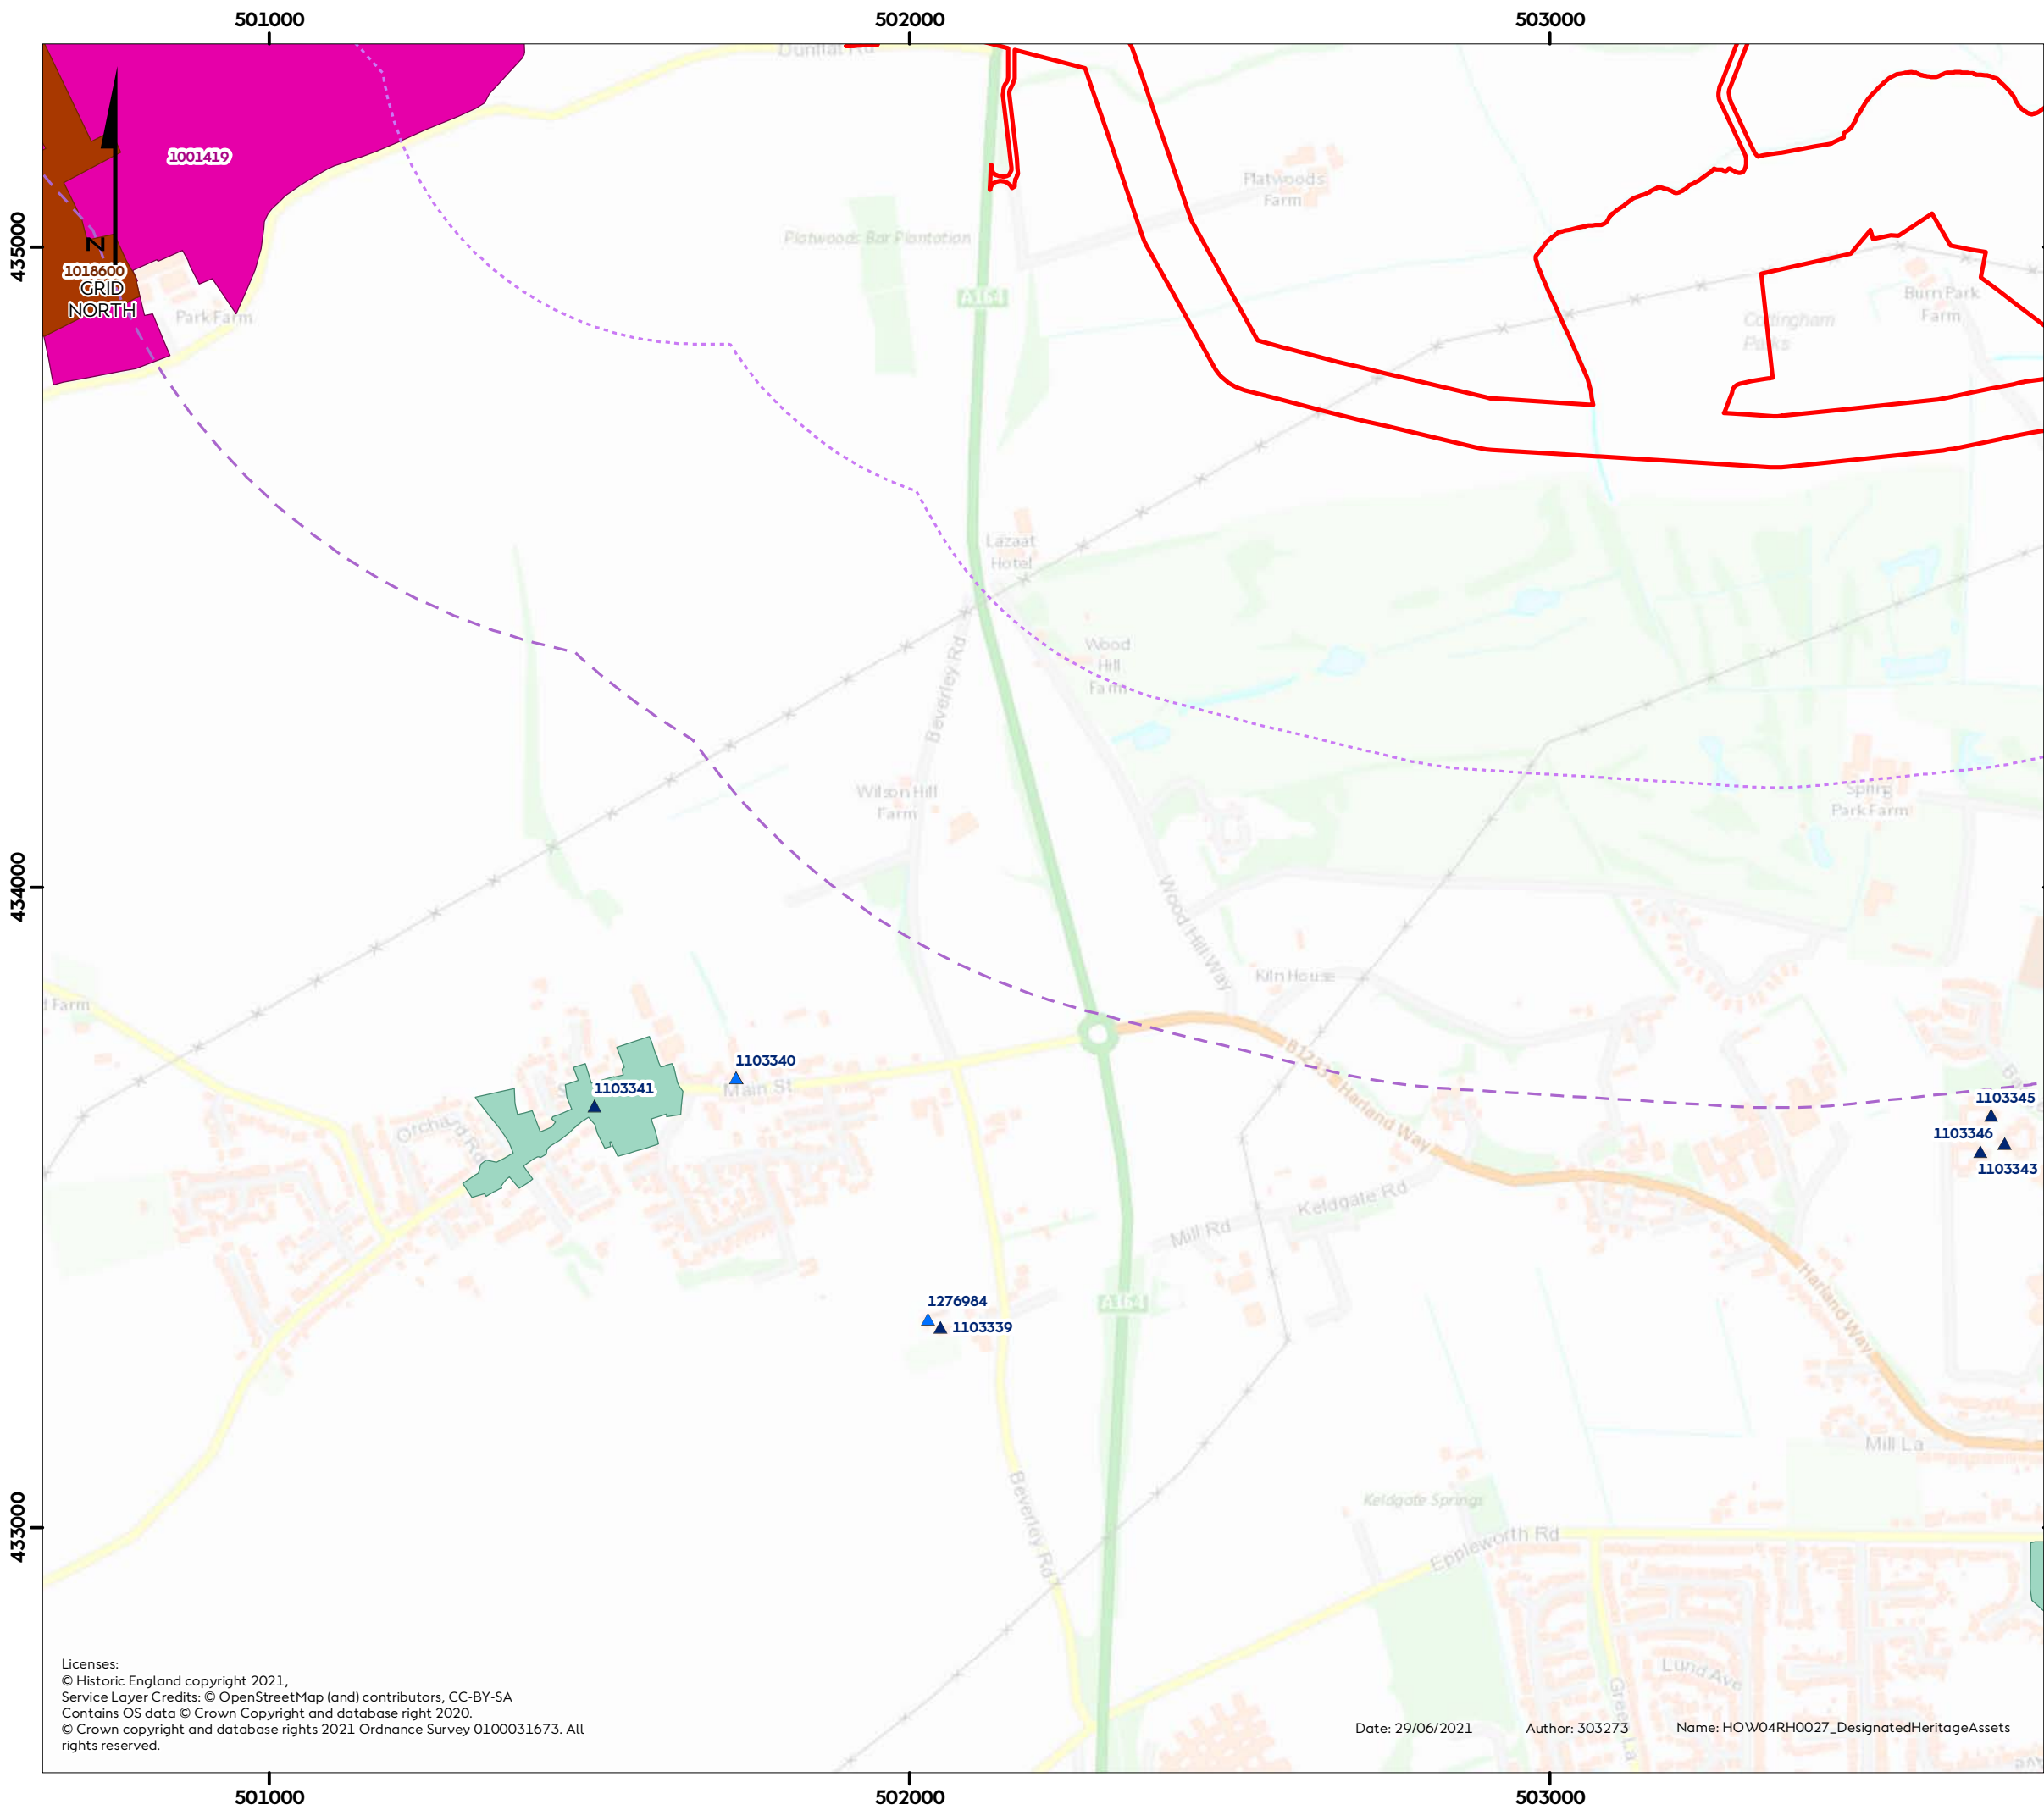 501000
502000
503000
Dunflat Rd
1001419
Platwoods
Farm
435000
Platwoods Bar Plantation
N
1018600
GRID
NORTH
Park Farm
A164
Burn Park
Farm
Cottingham
Parks
Lazaat
Hotel
Wood
Hill
Farm
Beverley Rd
Wilson Hill
Farm
Spring
Park Farm
434000
Wood Hill Way
Kiln House
d Farm
1103340
1103341
Main St
B1233
Harland Way
1103345
1103346
1103343
Orchard Rd
Keldgate Rd
Mill Rd
1276984
1103339
A164
Harland Way
Mill La
433000
Beverley Rd
Keldgate Springs
Eppleworth Rd
Lund Ave
Green La
Licenses:
© Historic England copyright 2021,
Service Layer Credits: © OpenStreetMap (and) contributors, CC-BY-SA
Contains OS data © Crown Copyright and database right 2020.
© Crown copyright and database rights 2021 Ordnance Survey 0100031673. All
rights reserved.
Date: 29/06/2021 Author: 303273 Name: HOW04RH0027_DesignatedHeritageAssets
501000
502000
503000